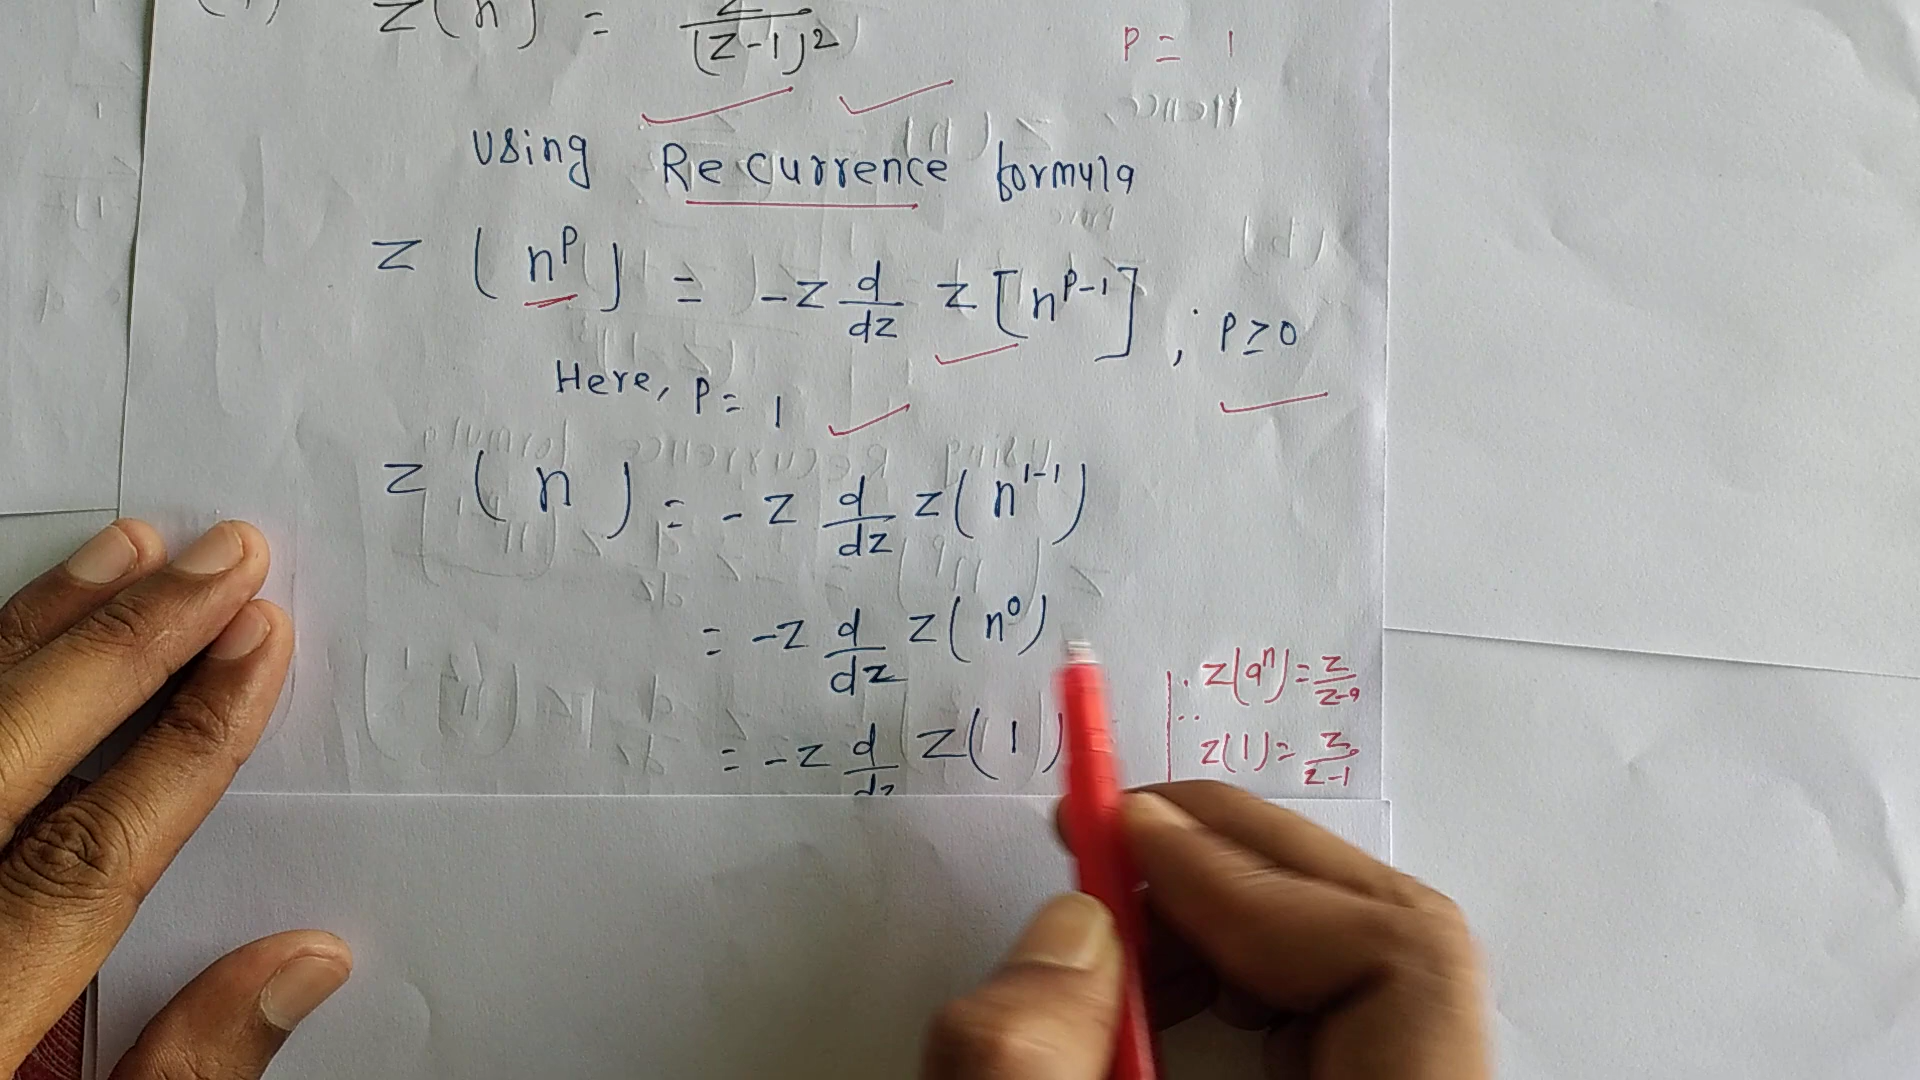 Z(n) = z/(z-1)²
P = 1
Using Recurrence formula
Z(n^p) = -z d/dz Z[n^{p-1}], P≥0
Here, P = 1
Z(n) = -z d/dz Z(n^{1-1})
= -z d/dz Z(n^0)
= -z d/dz Z(1)
∵ Z(a^n) = z/(z-a)
Z(1) = z/(z-1)